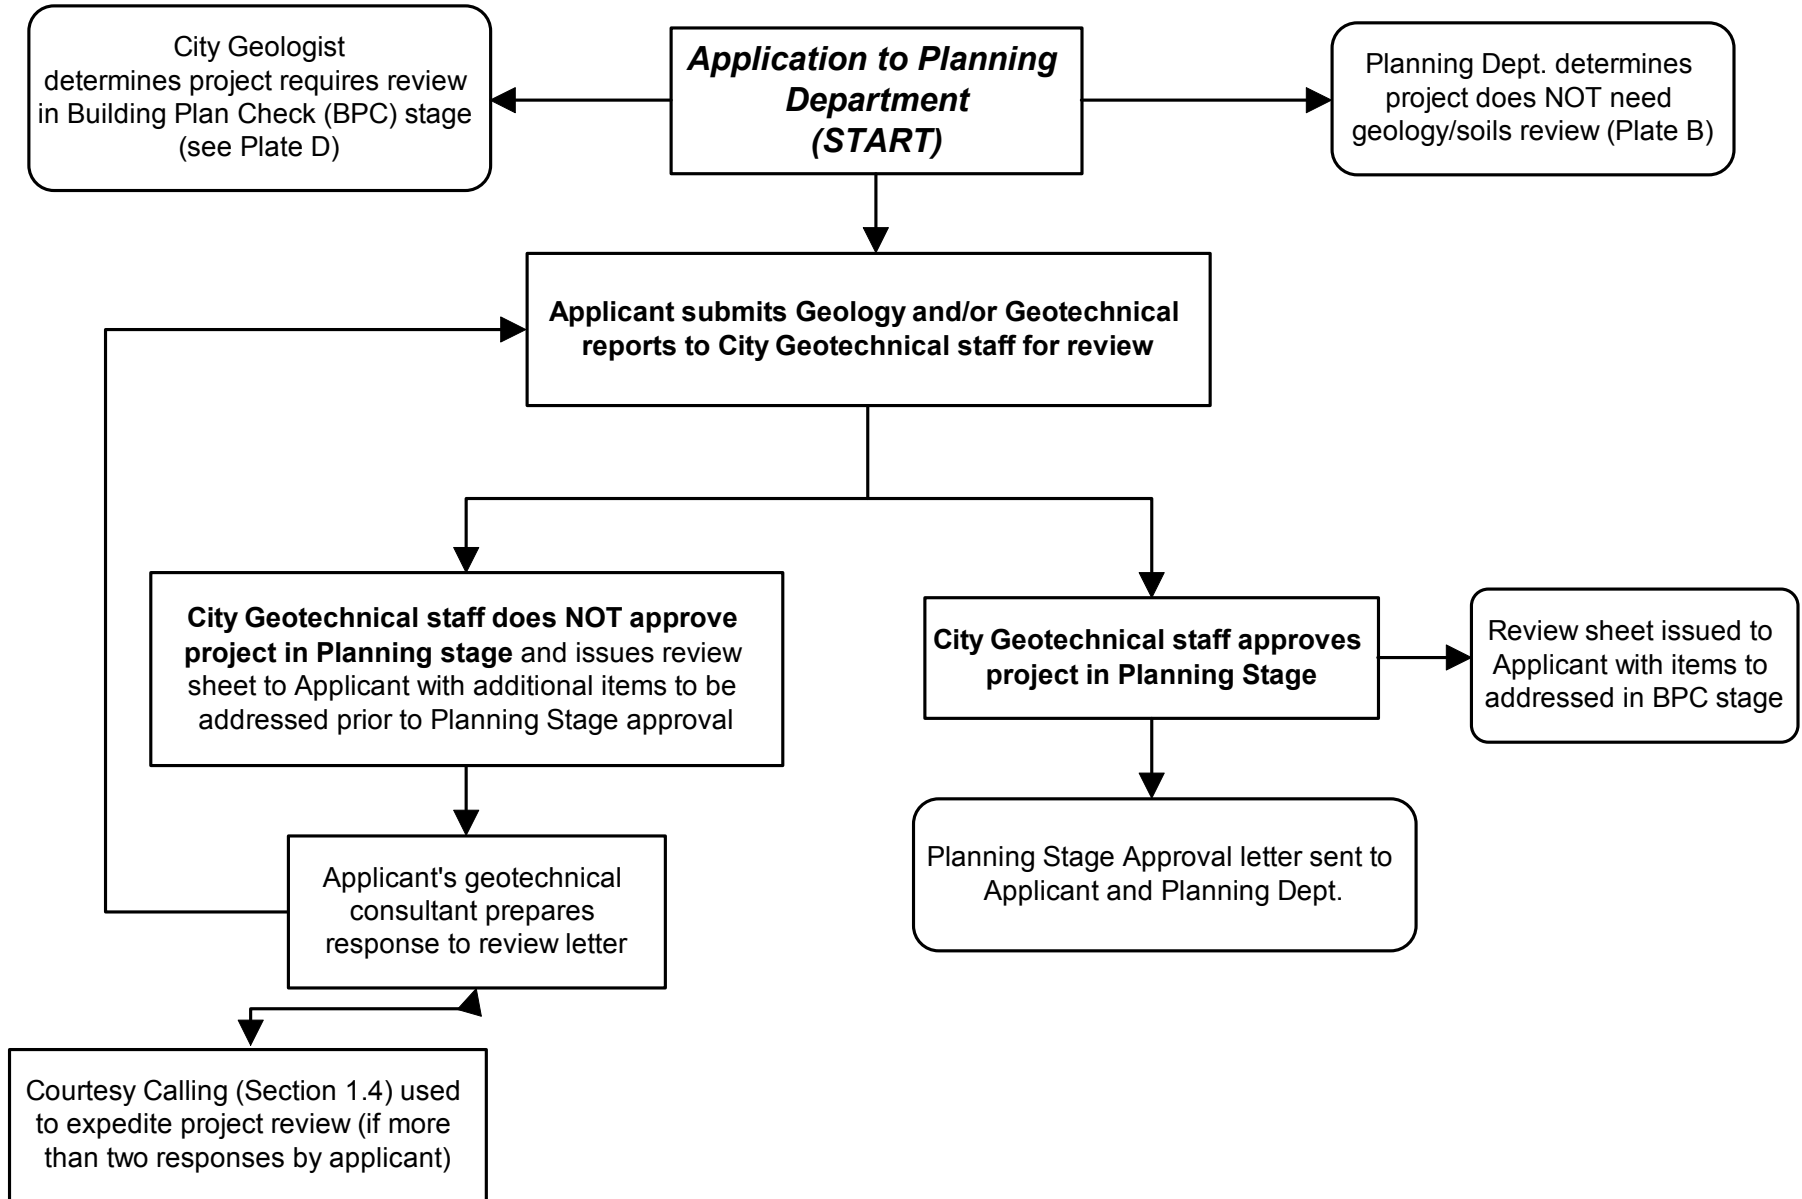 City Geologist
determines project requires review
in Building Plan Check (BPC) stage
(see Plate D)
Application to Planning
Department
(START)
Planning Dept. determines
project does NOT need
geology/soils review (Plate B)
Applicant submits Geology and/or Geotechnical
reports to City Geotechnical staff for review
City Geotechnical staff does NOT approve
project in Planning stage and issues review
sheet to Applicant with additional items to be
addressed prior to Planning Stage approval
City Geotechnical staff approves
project in Planning Stage
Review sheet issued to
Applicant with items to
addressed in BPC stage
Applicant's geotechnical
consultant prepares
response to review letter
Planning Stage Approval letter sent to
Applicant and Planning Dept.
Courtesy Calling (Section 1.4) used
to expedite project review (if more
than two responses by applicant)